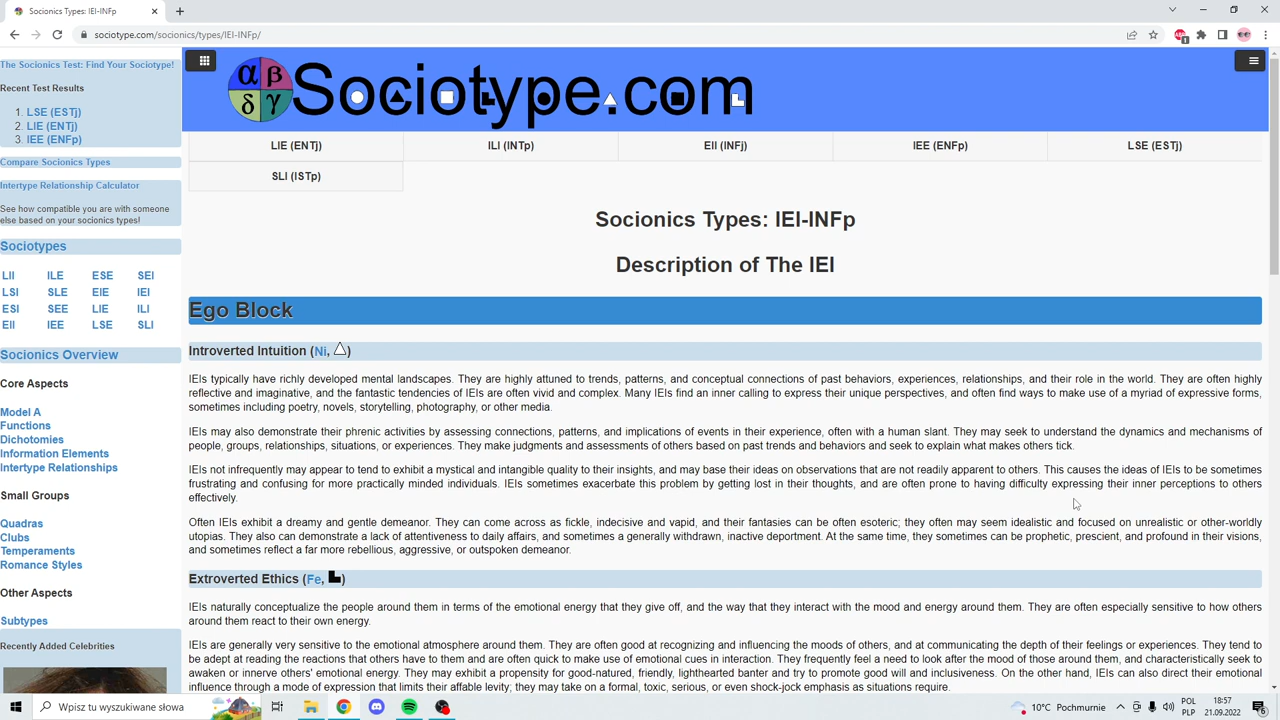 Socionics Types: IEI-INFp
sociotype.com/socionics/types/IEI-INFp/
The Socionics Test: Find Your Sociotype!
Recent Test Results
1. LSE (ESTj)
2. LIE (ENTj)
3. IEE (ENFp)
Compare Socionics Types
Intertype Relationship Calculator
See how compatible you are with someone
else based on your socionics types!
Sociotypes
LII ILE ESE SEI
LSI SLE EIE IEI
ESI SEE LIE ILI
EII IEE LSE SLI
Socionics Overview
Core Aspects
Model A
Functions
Dichotomies
Information Elements
Intertype Relationships
Small Groups
Quadras
Clubs
Temperaments
Romance Styles
Other Aspects
Subtypes
Recently Added Celebrities
α β
δ γ
Sociotype.com
LIE (ENTj) ILI (INTp) EII (INFj) IEE (ENFp) LSE (ESTj)
SLI (ISTp)
Socionics Types: IEI-INFp
Description of The IEI
Ego Block
Introverted Intuition (Ni, △)
IEIs typically have richly developed mental landscapes. They are highly attuned to trends, patterns, and conceptual connections of past behaviors, experiences, relationships, and their role in the world. They are often highly
reflective and imaginative, and the fantastic tendencies of IEIs are often vivid and complex. Many IEIs find an inner calling to express their unique perspectives, and often find ways to make use of a myriad of expressive forms,
sometimes including poetry, novels, storytelling, photography, or other media.
IEIs may also demonstrate their phrenic activities by assessing connections, patterns, and implications of events in their experience, often with a human slant. They may seek to understand the dynamics and mechanisms of
people, groups, relationships, situations, or experiences. They make judgments and assessments of others based on past trends and behaviors and seek to explain what makes others tick.
IEIs not infrequently may appear to tend to exhibit a mystical and intangible quality to their insights, and may base their ideas on observations that are not readily apparent to others. This causes the ideas of IEIs to be sometimes
frustrating and confusing for more practically minded individuals. IEIs sometimes exacerbate this problem by getting lost in their thoughts, and are often prone to having difficulty expressing their inner perceptions to others
effectively.
Often IEIs exhibit a dreamy and gentle demeanor. They can come across as fickle, indecisive and vapid, and their fantasies can be often esoteric; they often may seem idealistic and focused on unrealistic or other-worldly
utopias. They also can demonstrate a lack of attentiveness to daily affairs, and sometimes a generally withdrawn, inactive deportment. At the same time, they sometimes can be prophetic, prescient, and profound in their visions,
and sometimes reflect a far more rebellious, aggressive, or outspoken demeanor.
Extroverted Ethics (Fe, )
IEIs naturally conceptualize the people around them in terms of the emotional energy that they give off, and the way that they interact with the mood and energy around them. They are often especially sensitive to how others
around them react to their own energy.
IEIs are generally very sensitive to the emotional atmosphere around them. They are often good at recognizing and influencing the moods of others, and at communicating the depth of their feelings or experiences. They tend to
be adept at reading the reactions that others have to them and are often quick to make use of emotional cues in interaction. They frequently feel a need to look after the mood of those around them, and characteristically seek to
awaken or innerve others' emotional energy. They may exhibit a propensity for good-natured, friendly, lighthearted banter and try to promote good will and inclusiveness. On the other hand, IEIs can also direct their emotional
influence through a mode of expression that limits their affable levity; they may take on a formal, toxic, serious, or even shock-jock emphasis as situations require.
Wpisz tu wyszukiwane słowa
10°C Pochmurnie
POL
PLP
18:57
21.09.2022
6